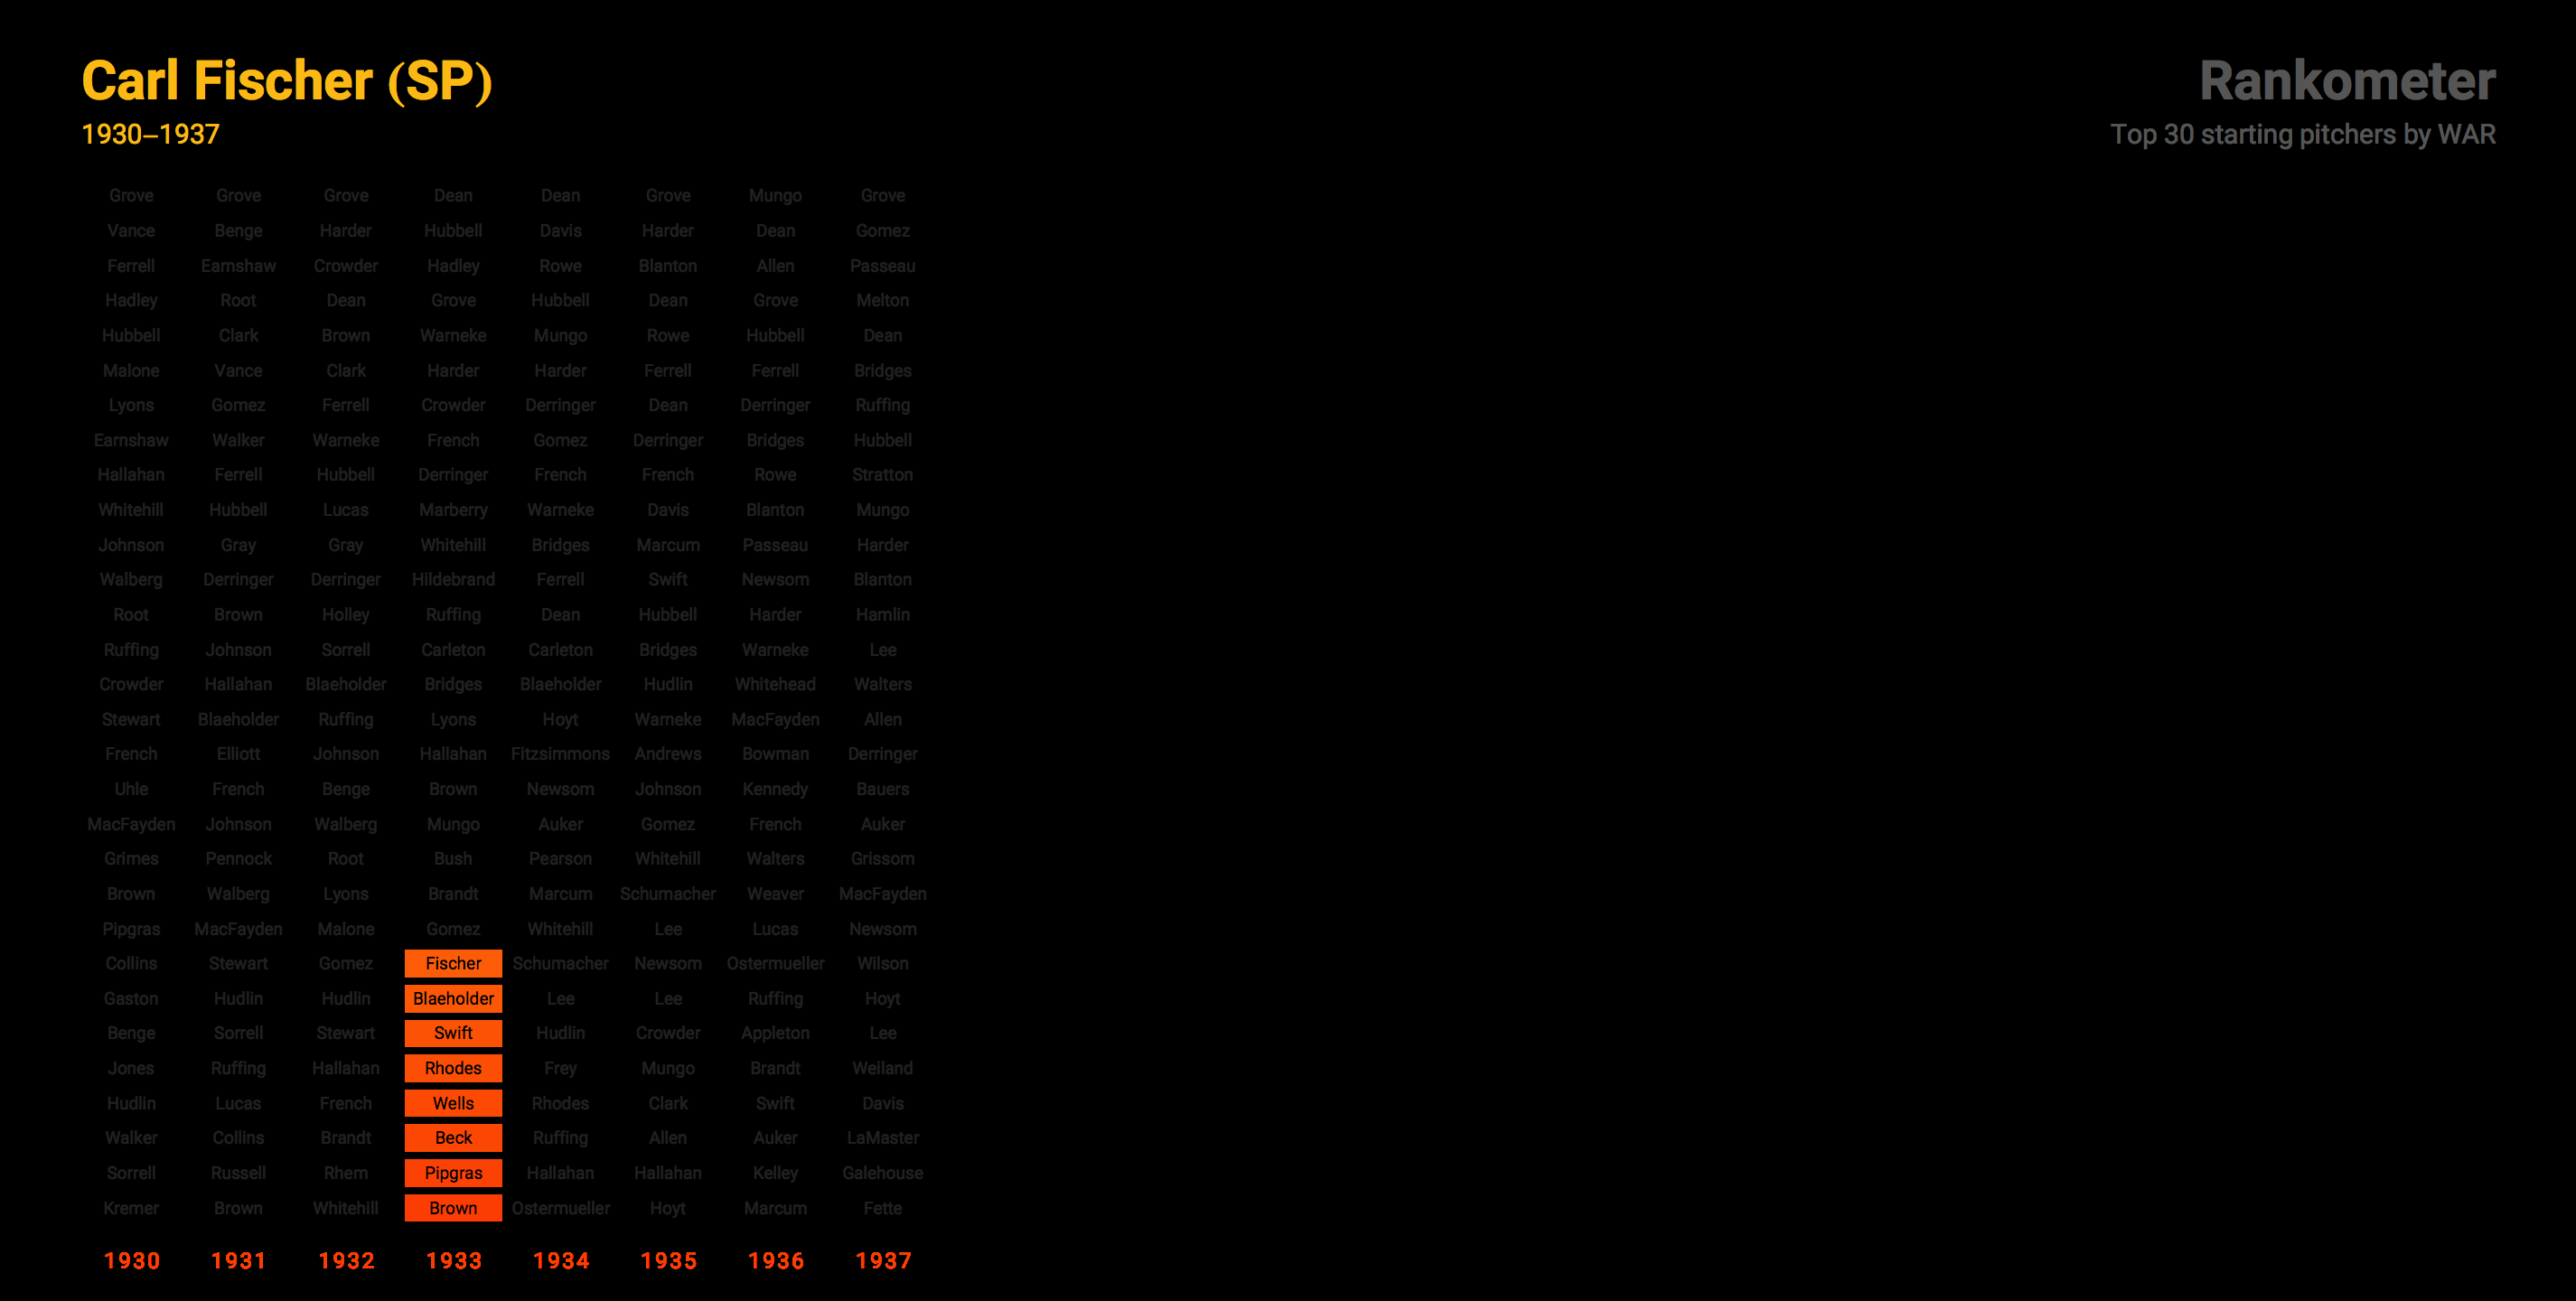 Carl Fischer (SP)
1930–1937
Rankometer
Top 30 starting pitchers by WAR
Grove Grove Grove Dean Dean Grove Mungo Grove
Vance Benge Harder Hubbell Davis Harder Dean Gomez
Ferrell Earnshaw Crowder Hadley Rowe Blanton Allen Passeau
Hadley Root Dean Grove Hubbell Dean Grove Melton
Hubbell Clark Brown Warneke Mungo Rowe Hubbell Dean
Malone Vance Clark Harder Harder Ferrell Ferrell Bridges
Lyons Gomez Ferrell Crowder Derringer Dean Derringer Ruffing
Earnshaw Walker Warneke French Gomez Derringer Bridges Hubbell
Hallahan Ferrell Hubbell Derringer French French Rowe Stratton
Whitehill Hubbell Lucas Marberry Warneke Davis Blanton Mungo
Johnson Gray Gray Whitehill Bridges Marcum Passeau Harder
Walberg Derringer Derringer Hildebrand Ferrell Swift Newsom Blanton
Root Brown Holley Ruffing Dean Hubbell Harder Hamlin
Ruffing Johnson Sorrell Carleton Carleton Bridges Warneke Lee
Crowder Hallahan Blaeholder Bridges Blaeholder Hudlin Whitehead Walters
Stewart Blaeholder Ruffing Lyons Hoyt Warneke MacFayden Allen
French Elliott Johnson Hallahan Fitzsimmons Andrews Bowman Derringer
Uhle French Benge Brown Newsom Johnson Kennedy Bauers
MacFayden Johnson Walberg Mungo Auker Gomez French Auker
Grimes Pennock Root Bush Pearson Whitehill Walters Grissom
Brown Walberg Lyons Brandt Marcum Schumacher Weaver MacFayden
Pipgras MacFayden Malone Gomez Whitehill Lee Lucas Newsom
Collins Stewart Gomez Fischer Schumacher Newsom Ostermueller Wilson
Gaston Hudlin Hudlin Blaeholder Lee Lee Ruffing Hoyt
Benge Sorrell Stewart Swift Hudlin Crowder Appleton Lee
Jones Ruffing Hallahan Rhodes Frey Mungo Brandt Weiland
Hudlin Lucas French Wells Rhodes Clark Swift Davis
Walker Collins Brandt Beck Ruffing Allen Auker LaMaster
Sorrell Russell Rhem Pipgras Hallahan Hallahan Kelley Galehouse
Kremer Brown Whitehill Brown Ostermueller Hoyt Marcum Fette
1930 1931 1932 1933 1934 1935 1936 1937